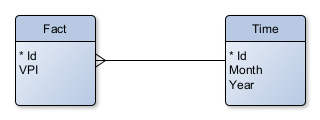 Fact
* Id
VPI
Time
* Id
Month
Year